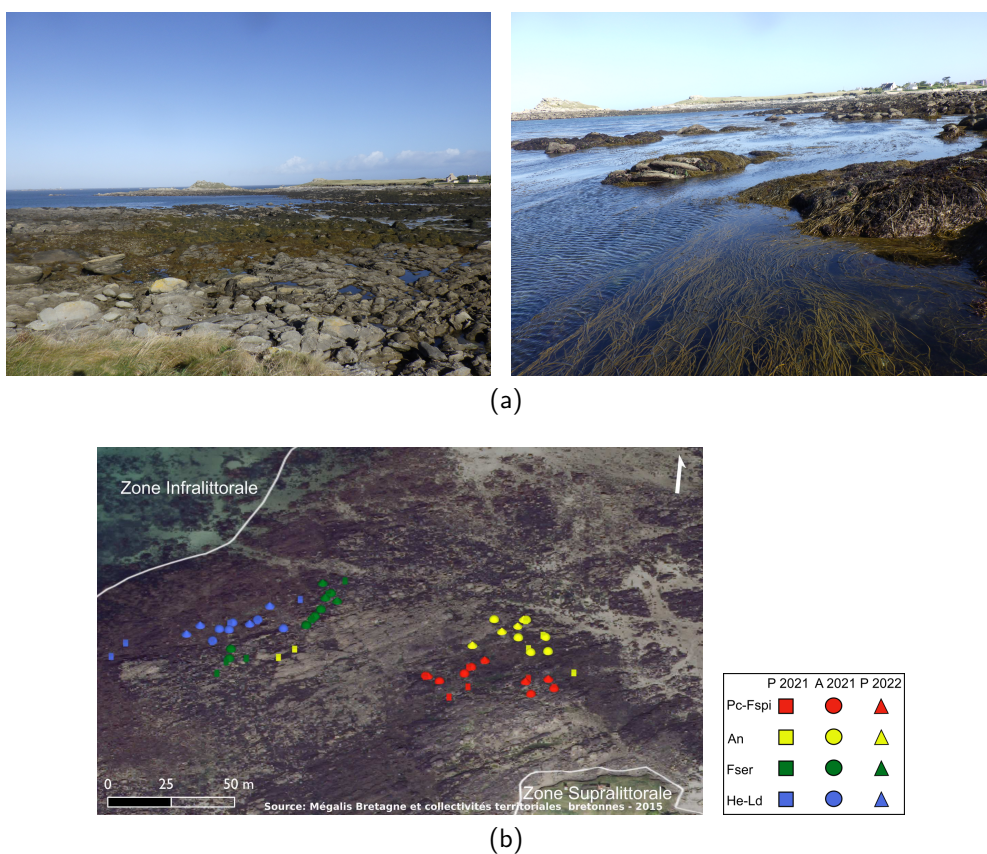 (a)
Zone Infralittorale
0 25 50 m
Zone Supralittorale
Source: Mégalis Bretagne et collectivités territoriales bretonnes - 2015
P 2021 A 2021 P 2022
Pc-Fspi
An
Fser
He-Ld
(b)